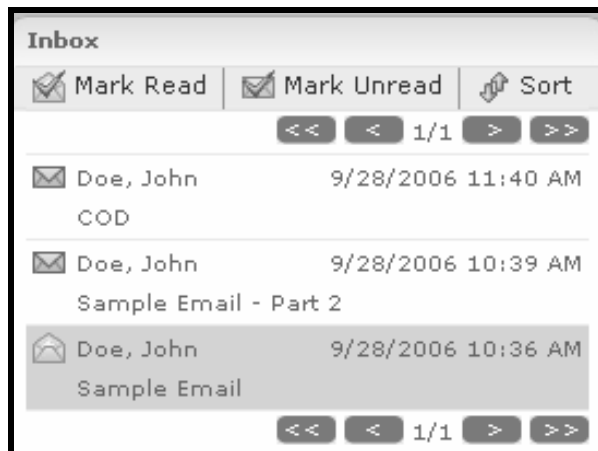 Inbox
Mark Read Mark Unread Sort
<< < 1/1 > >>
Doe, John 9/28/2006 11:40 AM
COD
Doe, John 9/28/2006 10:39 AM
Sample Email - Part 2
Doe, John 9/28/2006 10:36 AM
Sample Email
<< < 1/1 > >>